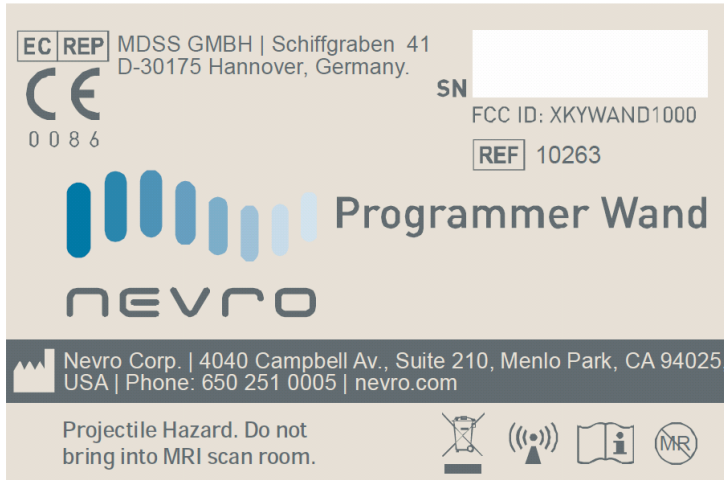 EC REP MDSS GMBH | Schiffgraben 41
D-30175 Hannover, Germany.
CE
0086
SN
FCC ID: XKYWAND1000
REF 10263
Programmer Wand
nevro
Nevro Corp. | 4040 Campbell Av., Suite 210, Menlo Park, CA 94025
USA | Phone: 650 251 0005 | nevro.com
Projectile Hazard. Do not
bring into MRI scan room.
MR